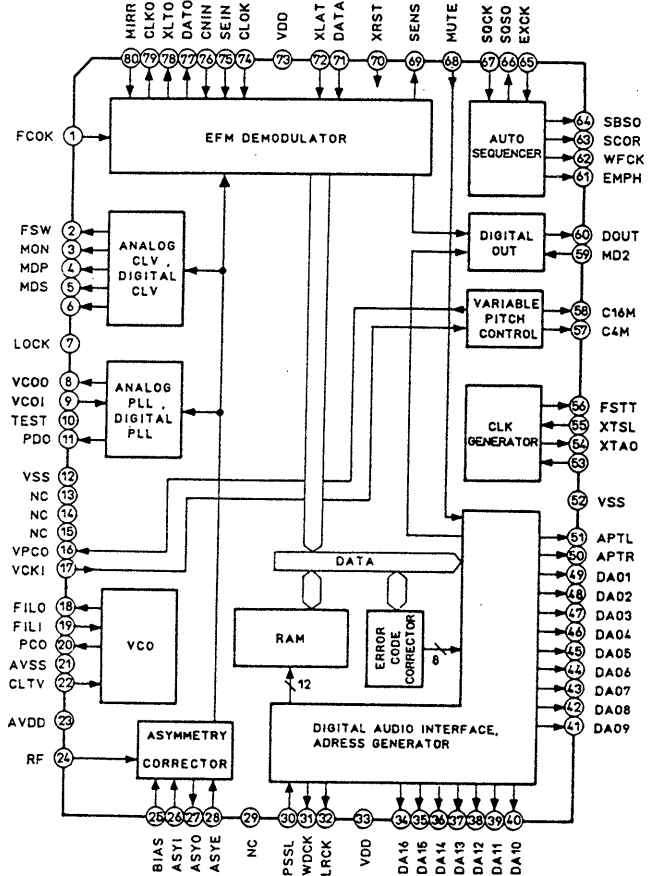 MIRR
CLKO
XLTO
DATO
CNIN
SEIN
CLOK
VDD
XLAT
DATA
XRST
SENS
MUTE
SQCK
SQSO
EXCK
80
79
78
77
76
75
74
73
72
71
70
69
68
67
66
65
FCOK 1
EFM DEMODULATOR
AUTO
SEQUENCER
64 SBSO
63 SCOR
62 WFCK
61 EMPH
FSW 2
MON 3
MDP 4
MDS 5
6
ANALOG
CLV,
DIGITAL
CLV
DIGITAL
OUT
60 DOUT
59 MD2
VARIABLE
PITCH
CONTROL
58 C16M
57 C4M
LOCK 7
VCOO 8
VCOI 9
TEST 10
PDO 11
ANALOG
PLL,
DIGITAL
PLL
CLK
GENERATOR
56 FSTT
55 XTSL
54 XTAO
53
52 VSS
VSS 12
NC 13
NC 14
NC 15
VPCO 16
VCKI 17
DATA
51 APTL
50 APTR
49 DA01
48 DA02
47 DA03
46 DA04
45 DA05
44 DA06
43 DA07
42 DA08
41 DA09
FILO 18
FILI 19
PCO 20
AVSS 21
CLTV 22
VCO
RAM
ERROR
CODE
CORRECTOR
8
12
AVDD 23
RF 24
ASYMMETRY
CORRECTOR
DIGITAL AUDIO INTERFACE,
ADRESS GENERATOR
25
26
27
28
29
30
31
32
33
34
35
36
37
38
39
40
BIAS
ASYI
ASYO
ASYE
NC
PSSL
WDCK
LRCK
VDD
DA16
DA15
DA14
DA13
DA12
DA11
DA10